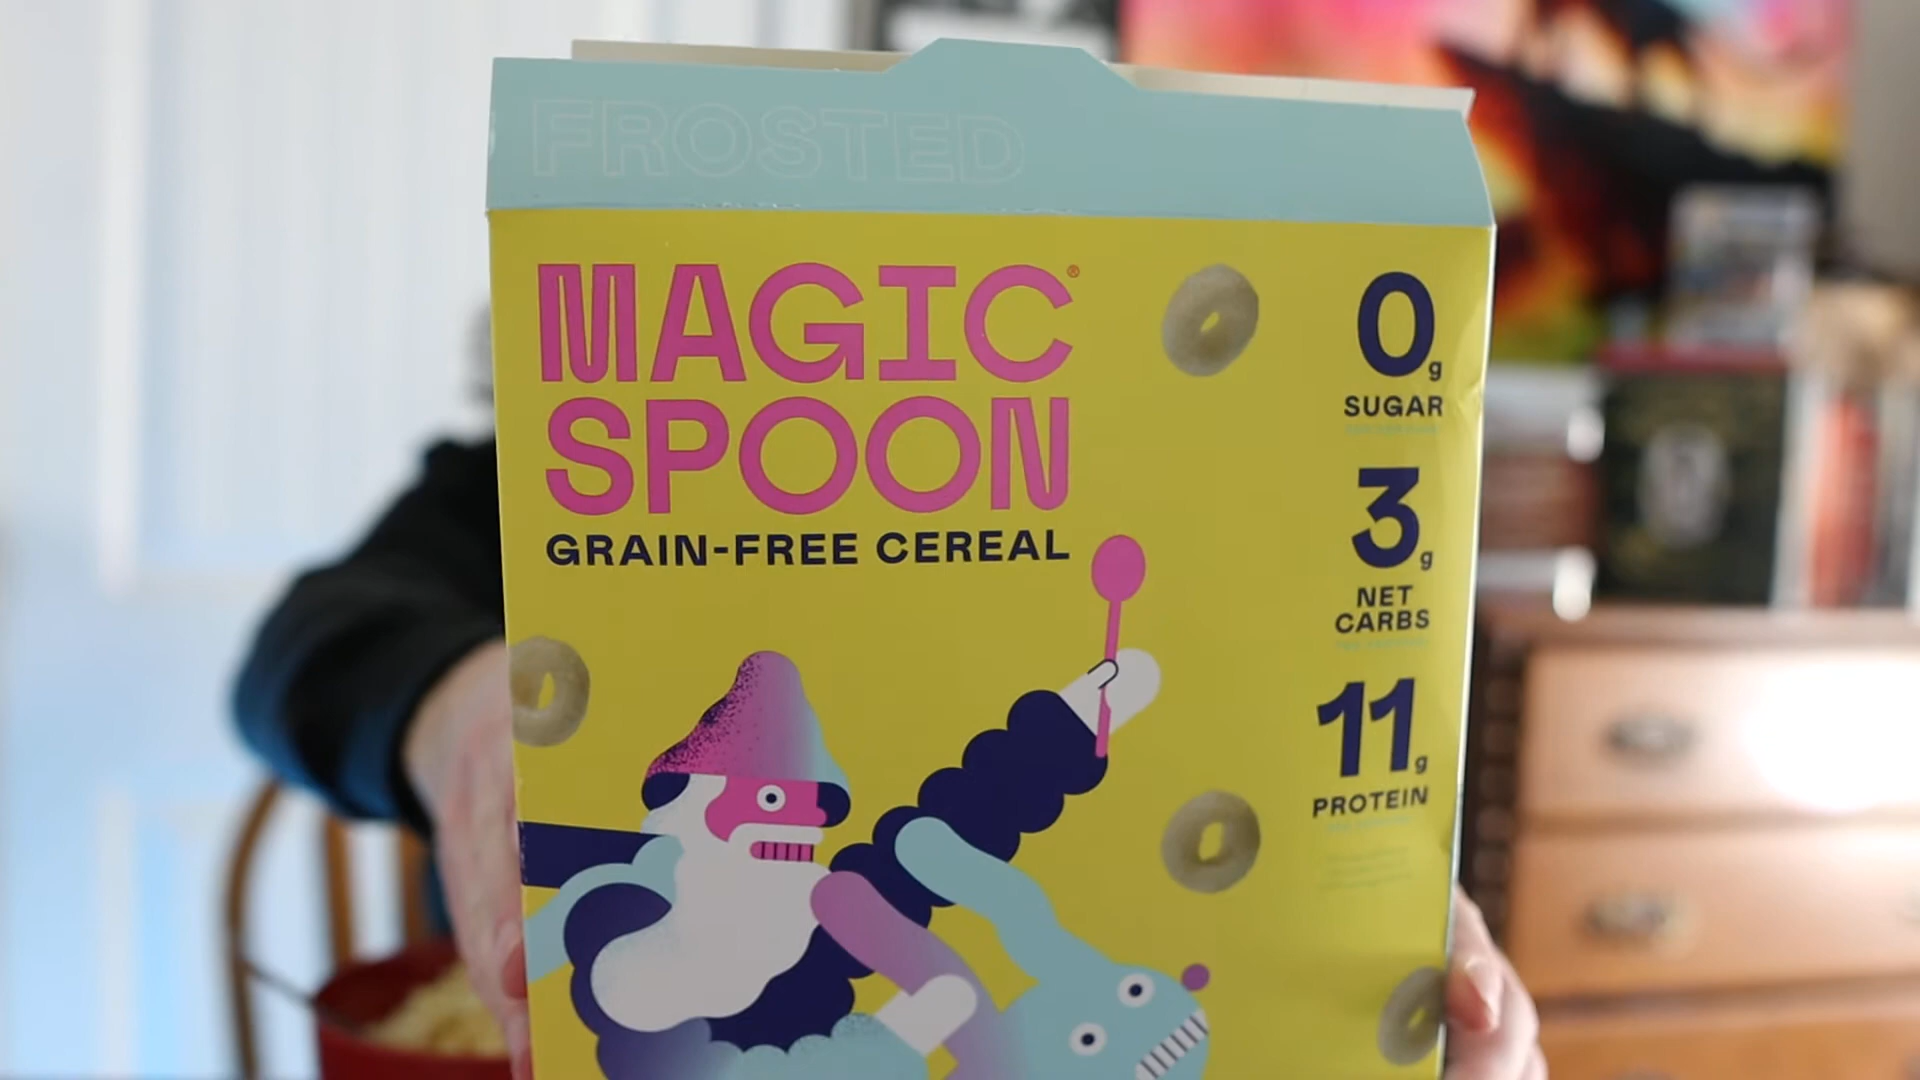 FROSTED
MAGIC®
SPOON
GRAIN-FREE CEREAL
0g
SUGAR
3g
NET
CARBS
11g
PROTEIN